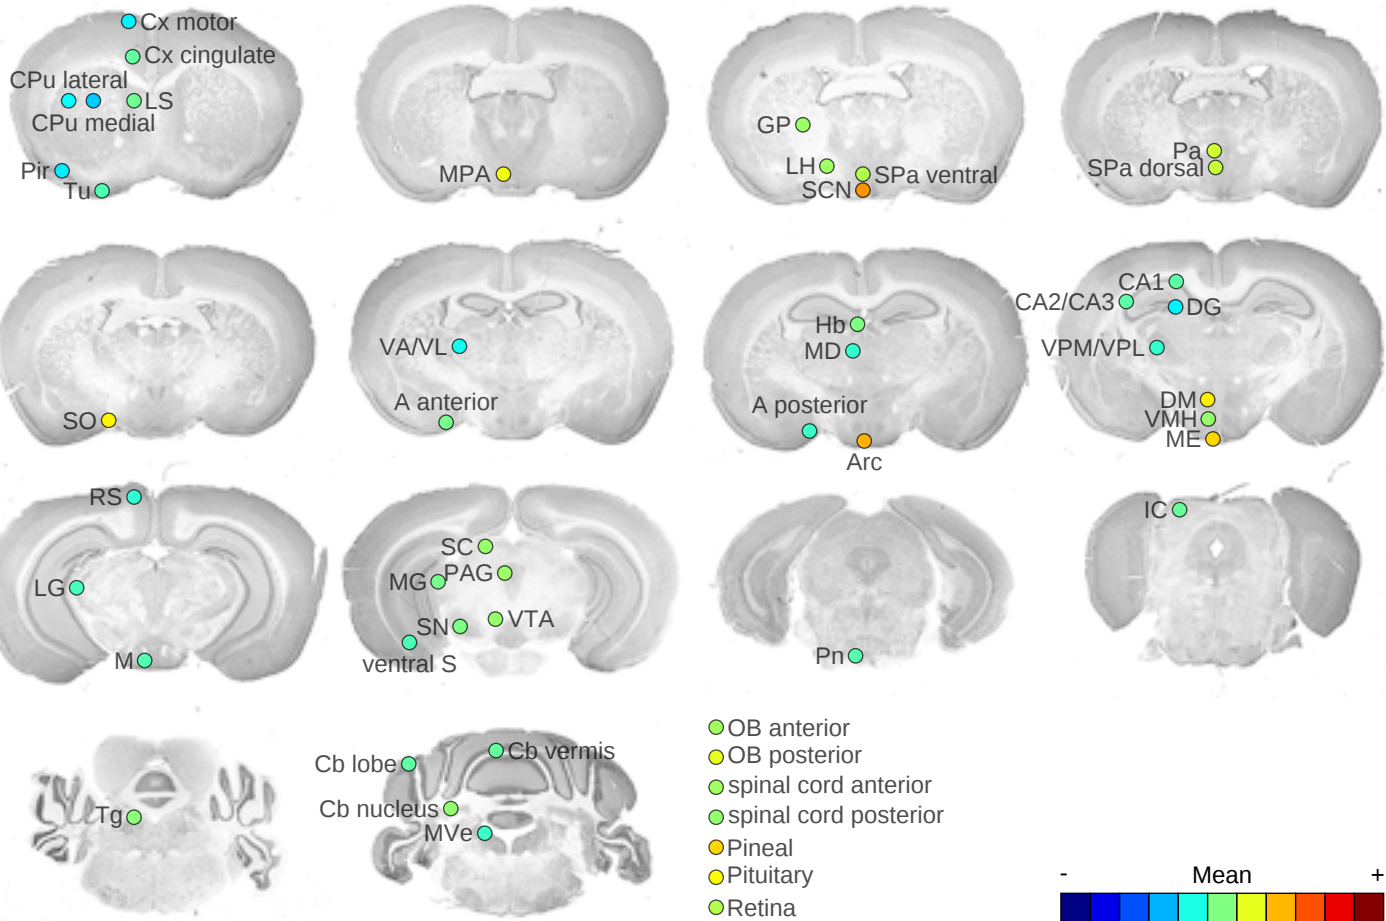 Cx motor
Cx cingulate
CPu lateral
LS
CPu medial
Pir
Tu
MPA
GP
LH
SPa ventral
SCN
Pa
SPa dorsal
SO
VA/VL
A anterior
Hb
MD
A posterior
Arc
CA1
CA2/CA3
DG
VPM/VPL
DM
VMH
ME
RS
LG
M
SC
MG
PAG
SN
VTA
ventral S
Pn
IC
Tg
Cb lobe
Cb vermis
Cb nucleus
MVe
OB anterior
OB posterior
spinal cord anterior
spinal cord posterior
Pineal
Pituitary
Retina
- Mean +